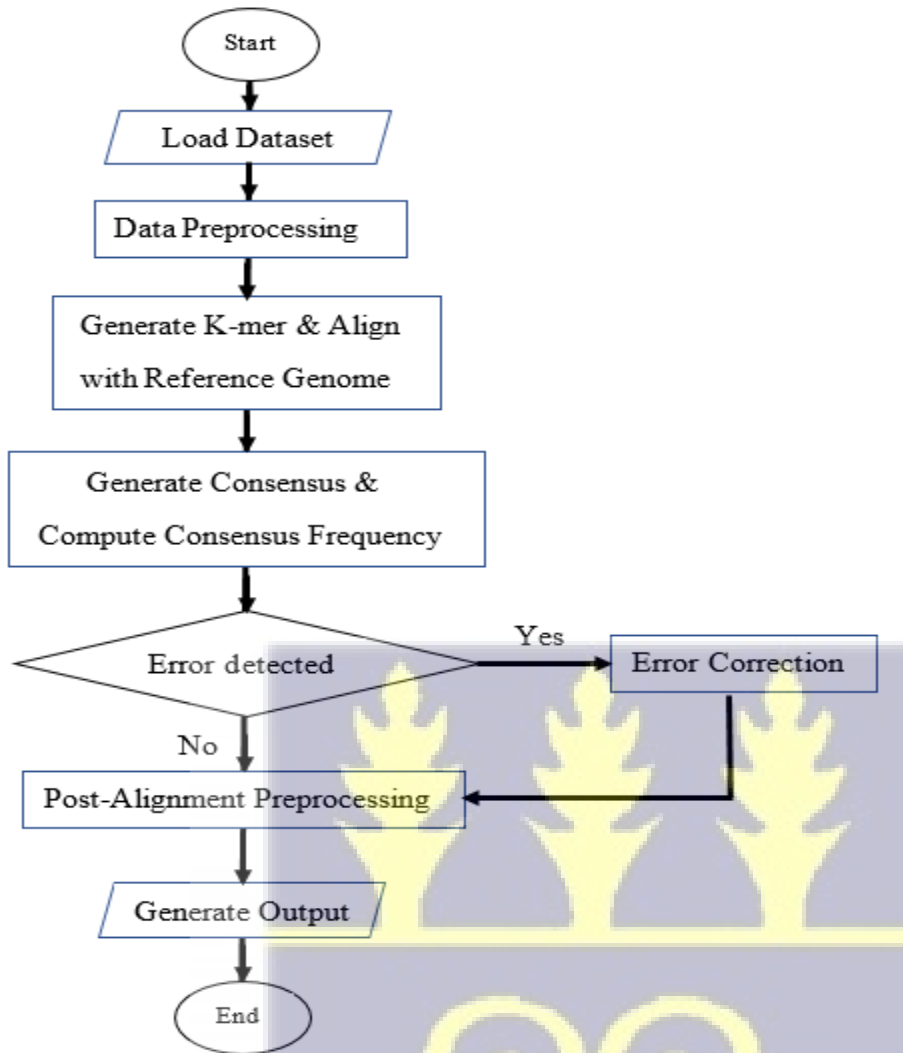 Start
Load Dataset
Data Preprocessing
Generate K-mer & Align
with Reference Genome
Generate Consensus &
Compute Consensus Frequency
Error detected
Yes
Error Correction
No
Post-Alignment Preprocessing
Generate Output
End